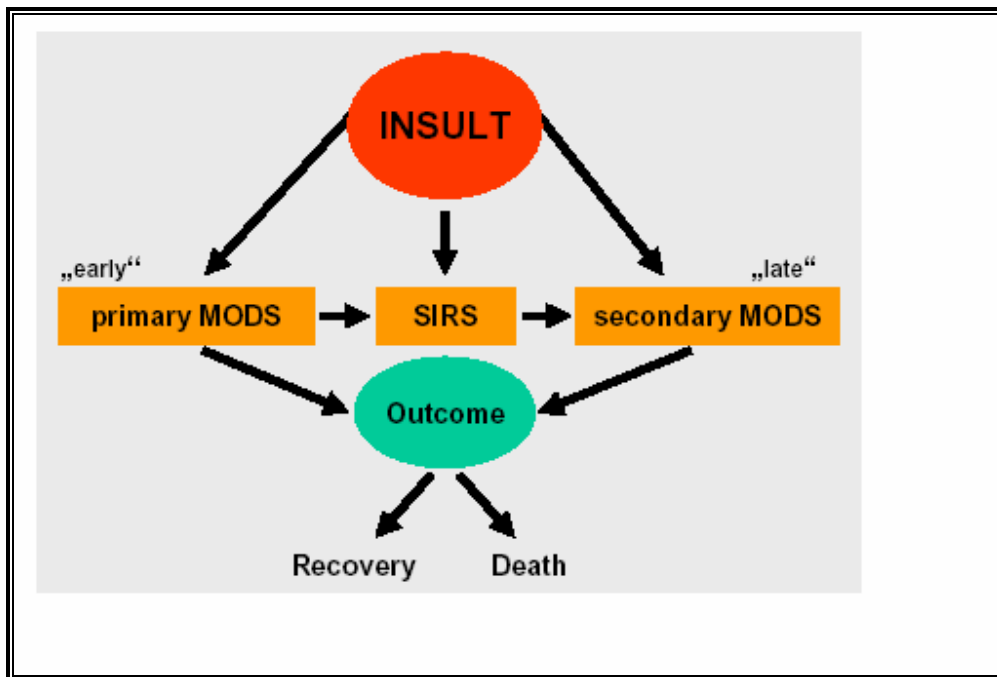 INSULT
„early“
„late“
primary MODS
SIRS
secondary MODS
Outcome
Recovery
Death